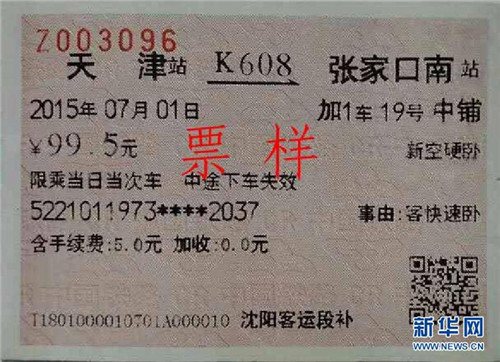 Z003096
天 津站 K608 张家口南站
2015年07月01日 加1车 19号 中铺
¥99.5元 新空硬卧
票样
限乘当日当次车 中途下车失效
5221011973****2037 事由:客快速卧
含手续费:5.0元 加收:0.0元
T1801000010701A000010 沈阳客运段补
新华网
NEWS